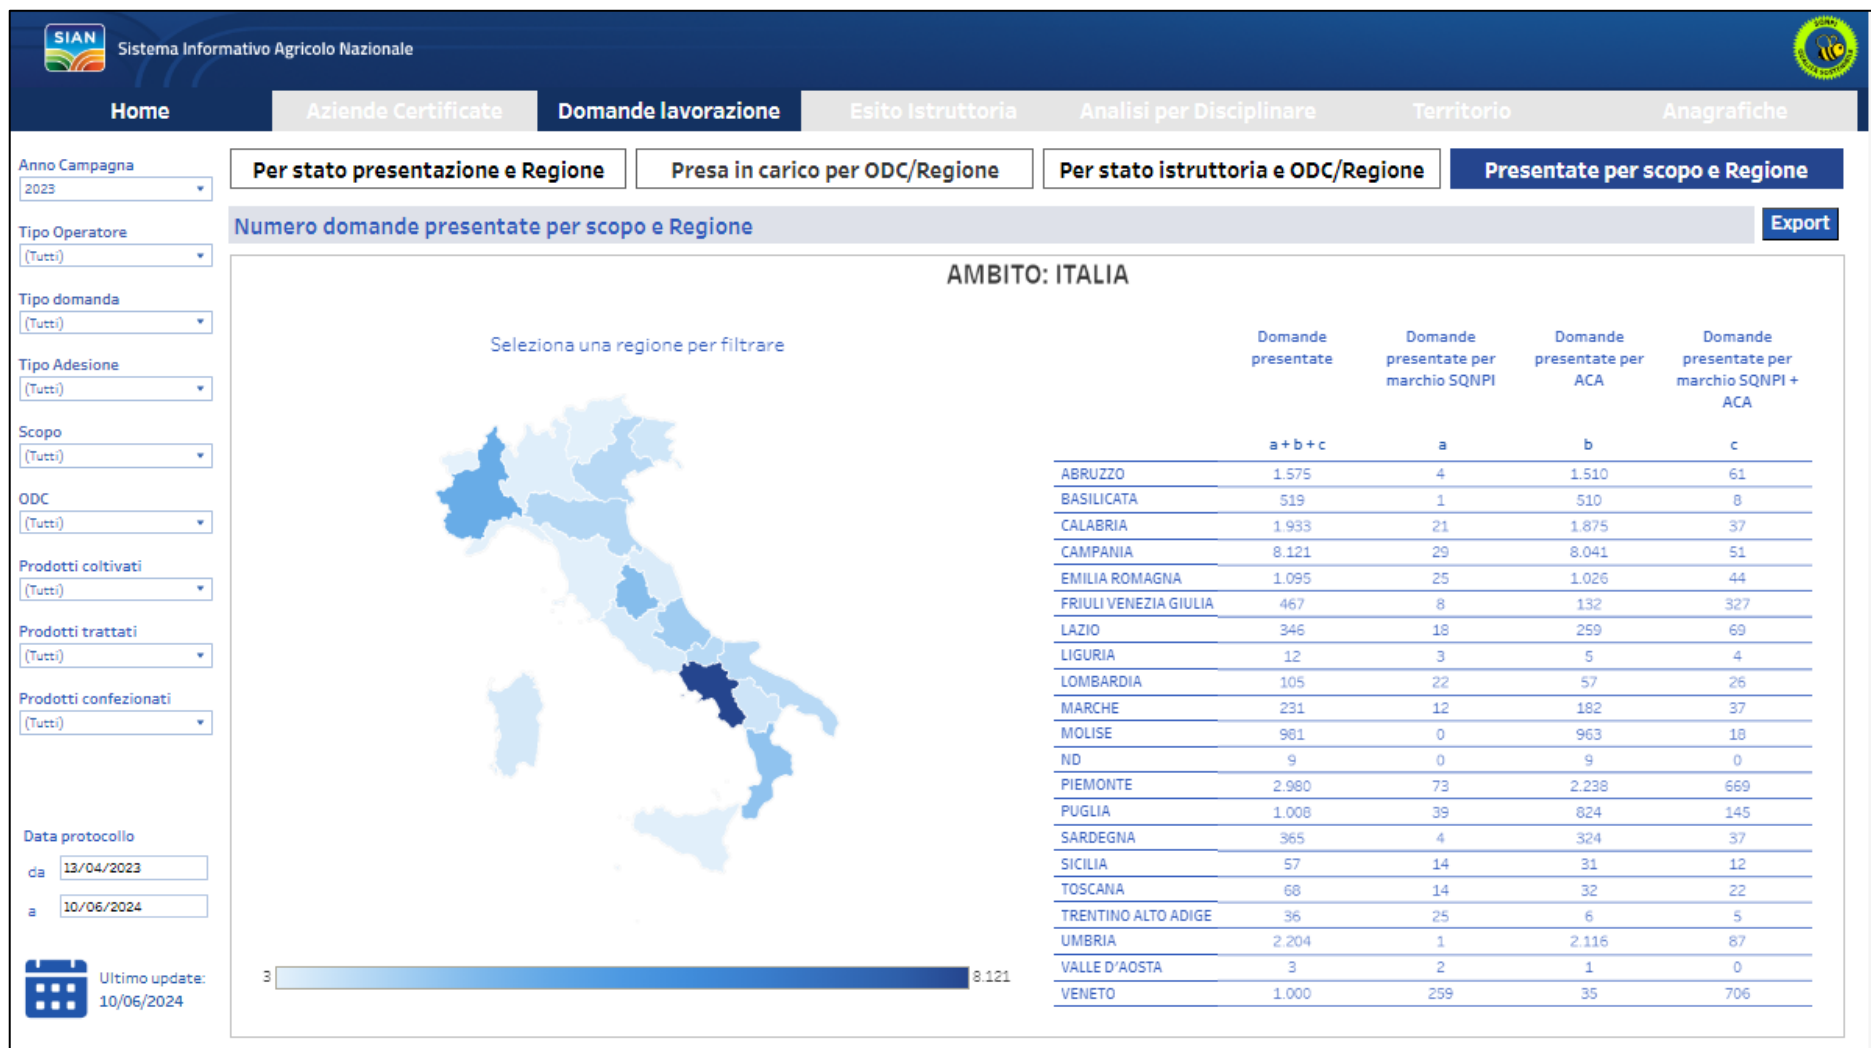 SIAN
Sistema Informativo Agricolo Nazionale
SQNPI
QUALITÀ SOSTENIBILE
Home
Aziende Certificate
Domande lavorazione
Esito Istruttoria
Analisi per Disciplinare
Territorio
Anagrafiche
Anno Campagna
2023
Tipo Operatore
(Tutti)
Tipo domanda
(Tutti)
Tipo Adesione
(Tutti)
Scopo
(Tutti)
ODC
(Tutti)
Prodotti coltivati
(Tutti)
Prodotti trattati
(Tutti)
Prodotti confezionati
(Tutti)
Data protocollo
da 13/04/2023
a 10/06/2024
Ultimo update:
10/06/2024
Per stato presentazione e Regione
Presa in carico per ODC/Regione
Per stato istruttoria e ODC/Regione
Presentate per scopo e Regione
Numero domande presentate per scopo e Regione
Export
AMBITO: ITALIA
Seleziona una regione per filtrare
3
8.121
Domande
presentate
Domande
presentate per
marchio SQNPI
Domande
presentate per
ACA
Domande
presentate per
marchio SQNPI +
ACA
a + b + c a b c
ABRUZZO 1.575 4 1.510 61
BASILICATA 519 1 510 8
CALABRIA 1.933 21 1.875 37
CAMPANIA 8.121 29 8.041 51
EMILIA ROMAGNA 1.095 25 1.026 44
FRIULI VENEZIA GIULIA 467 8 132 327
LAZIO 346 18 259 69
LIGURIA 12 3 5 4
LOMBARDIA 105 22 57 26
MARCHE 231 12 182 37
MOLISE 981 0 963 18
ND 9 0 9 0
PIEMONTE 2.980 73 2.238 669
PUGLIA 1.008 39 824 145
SARDEGNA 365 4 324 37
SICILIA 57 14 31 12
TOSCANA 68 14 32 22
TRENTINO ALTO ADIGE 36 25 6 5
UMBRIA 2.204 1 2.116 87
VALLE D'AOSTA 3 2 1 0
VENETO 1.000 259 35 706